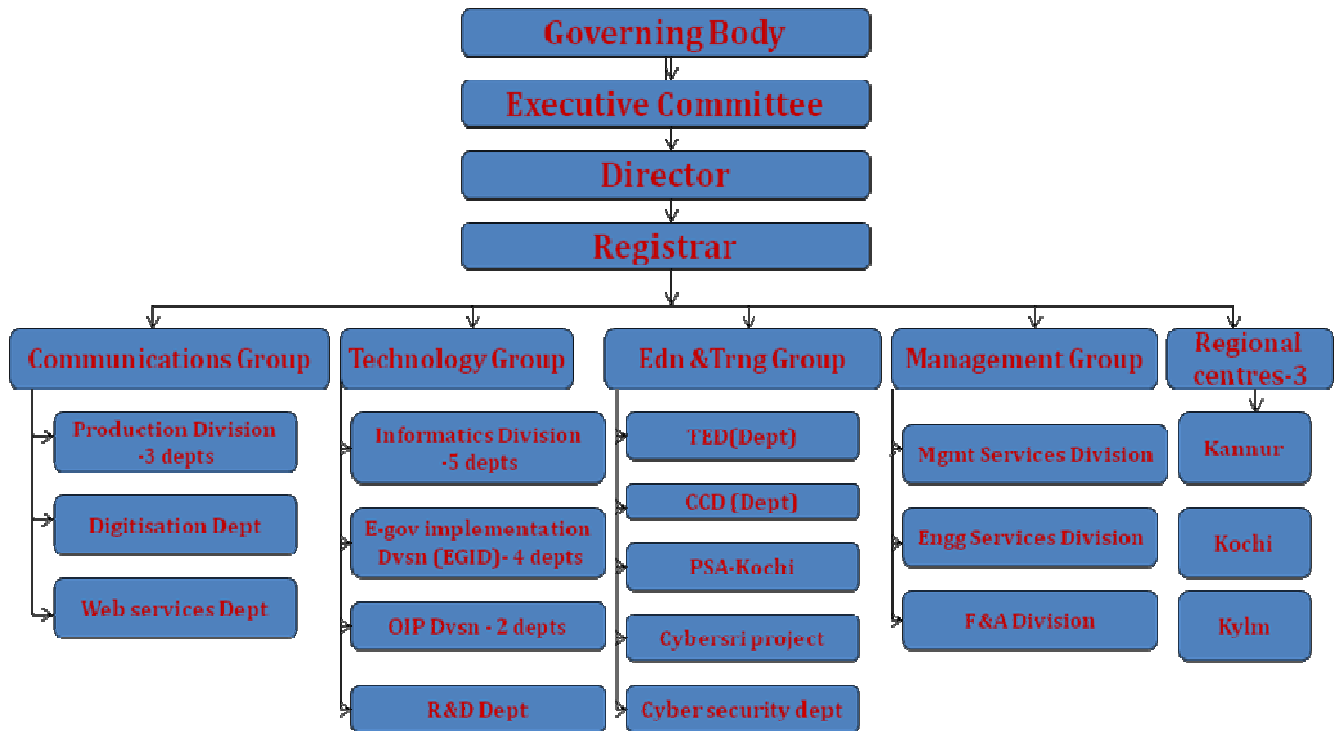 Governing Body
Executive Committee
Director
Registrar
Communications Group
Production Division
-3 depts
Digitisation Dept
Web services Dept
Technology Group
Informatics Division
-5 depts
E-gov implementation
Dvsn (EGID)- 4 depts
OIP Dvsn - 2 depts
R&D Dept
Edn &Trng Group
TED(Dept)
CCD (Dept)
PSA-Kochi
Cybersri project
Cyber security dept
Management Group
Mgmt Services Division
Engg Services Division
F&A Division
Regional
centres-3
Kannur
Kochi
Kylm